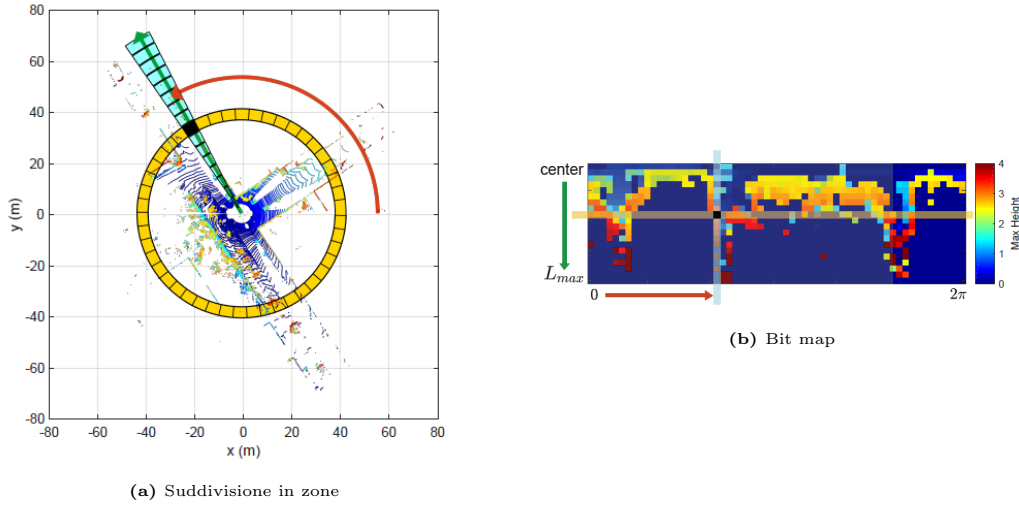 80
60
40
20
0
-20
-40
-60
-80
y (m)
-80 -60 -40 -20 0 20 40 60 80
x (m)
(a) Suddivisione in zone
center
L_max
0
2π
4
3
2
1
0
Max Height
(b) Bit map